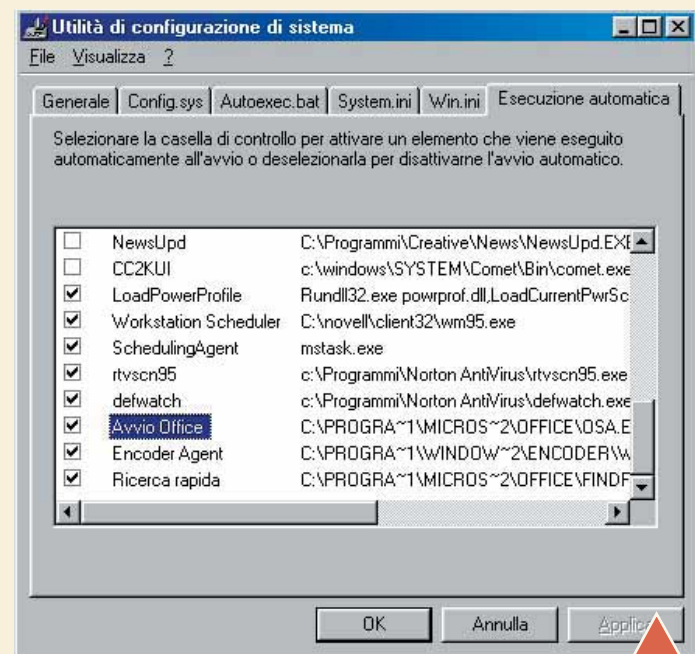 Utilità di configurazione di sistema
File Visualizza ?
Generale Config.sys Autoexec.bat System.ini Win.ini Esecuzione automatica
Selezionare la casella di controllo per attivare un elemento che viene eseguito
automaticamente all'avvio o deselezionarla per disattivarne l'avvio automatico.
NewsUpd C:\Programmi\Creative\News\NewsUpd.EXE
CC2KUI c:\windows\SYSTEM\Comet\Bin\comet.exe
LoadPowerProfile Rundll32.exe powrprof.dll,LoadCurrentPwrSc
Workstation Scheduler C:\novell\client32\wm95.exe
SchedulingAgent mstask.exe
rtvscn95 c:\Programmi\Norton AntiVirus\rtvscn95.exe
defwatch c:\Programmi\Norton AntiVirus\defwatch.exe
Avvio Office C:\PROGRA~1\MICROS~2\OFFICE\OSA.E
Encoder Agent C:\PROGRA~1\WINDOW~2\ENCODER\W
Ricerca rapida C:\PROGRA~1\MICROS~2\OFFICE\FINDF
OK Annulla